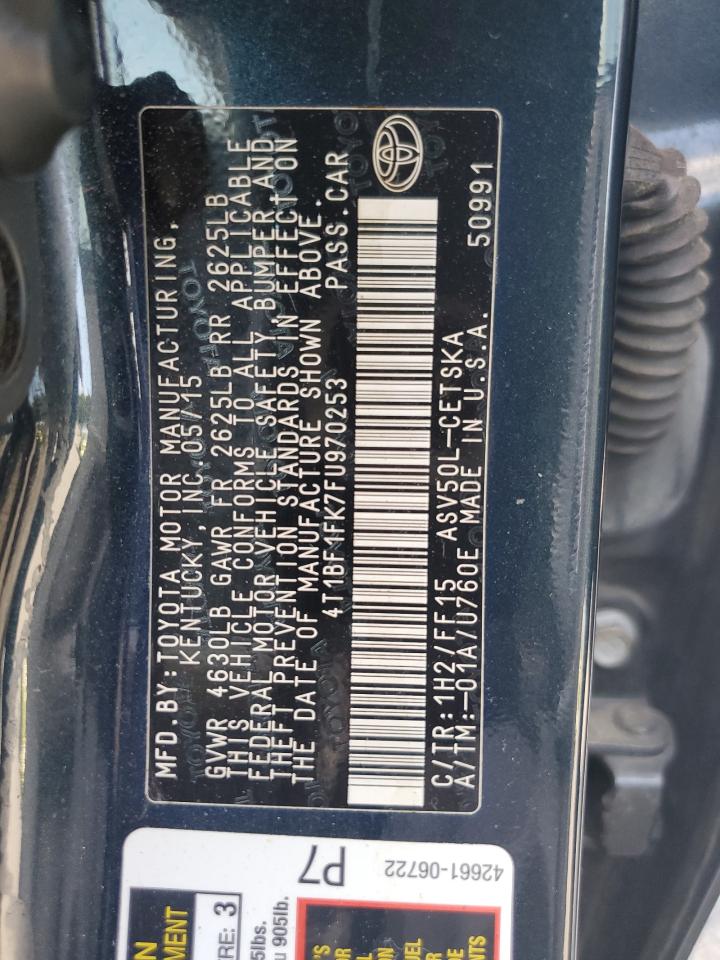 MFD.BY:TOYOTA MOTOR MANUFACTURING,
KENTUCKY, INC. 05/15
GVWR 4630LB GAWR FR 2625LB RR 2625LB
THIS VEHICLE CONFORMS TO ALL APPLICABLE
FEDERAL MOTOR VEHICLE SAFETY, BUMPER, AND
THEFT PREVENTION STANDARDS IN EFFECT ON
THE DATE OF MANUFACTURE SHOWN ABOVE.
4T1BF1FK7FU970253 PASS.CAR
C/TR:1H2/FF15 ASV50L-CETSKA
A/TM:-01A/U760E MADE IN U.S.A. 50991
42661-06722
P7
3
905lb.